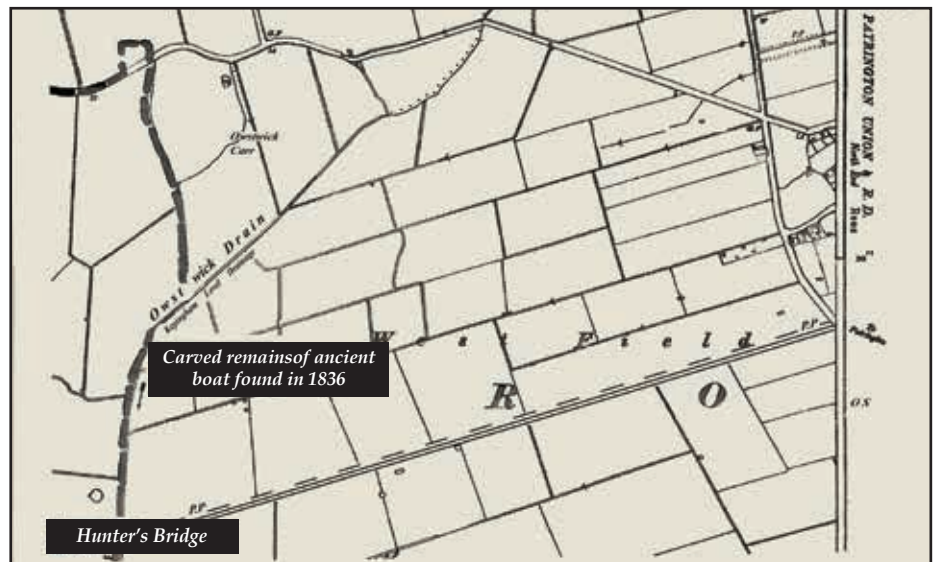 PATRINGTON UNION & R.D.
G.P.
P.P.
Owstwick
Carr
Owstwick Drain
West Field
P.P.
Carved remainsof ancient
boat found in 1836
R O
O.S
P.P
Hunter's Bridge